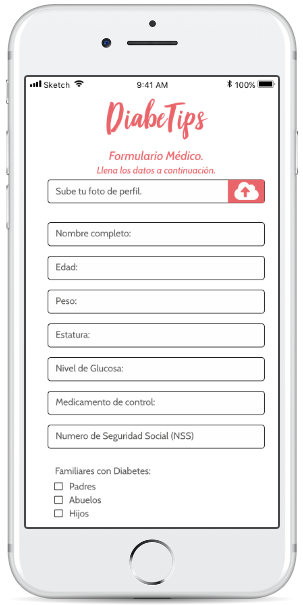 Sketch 9:41 AM 100%
DiabeTips
Formulario Médico.
Llena los datos a continuación.
Sube tu foto de perfil.
Nombre completo:
Edad:
Peso:
Estatura:
Nivel de Glucosa:
Medicamento de control:
Numero de Seguridad Social (NSS)
Familiares con Diabetes:
Padres
Abuelos
Hijos